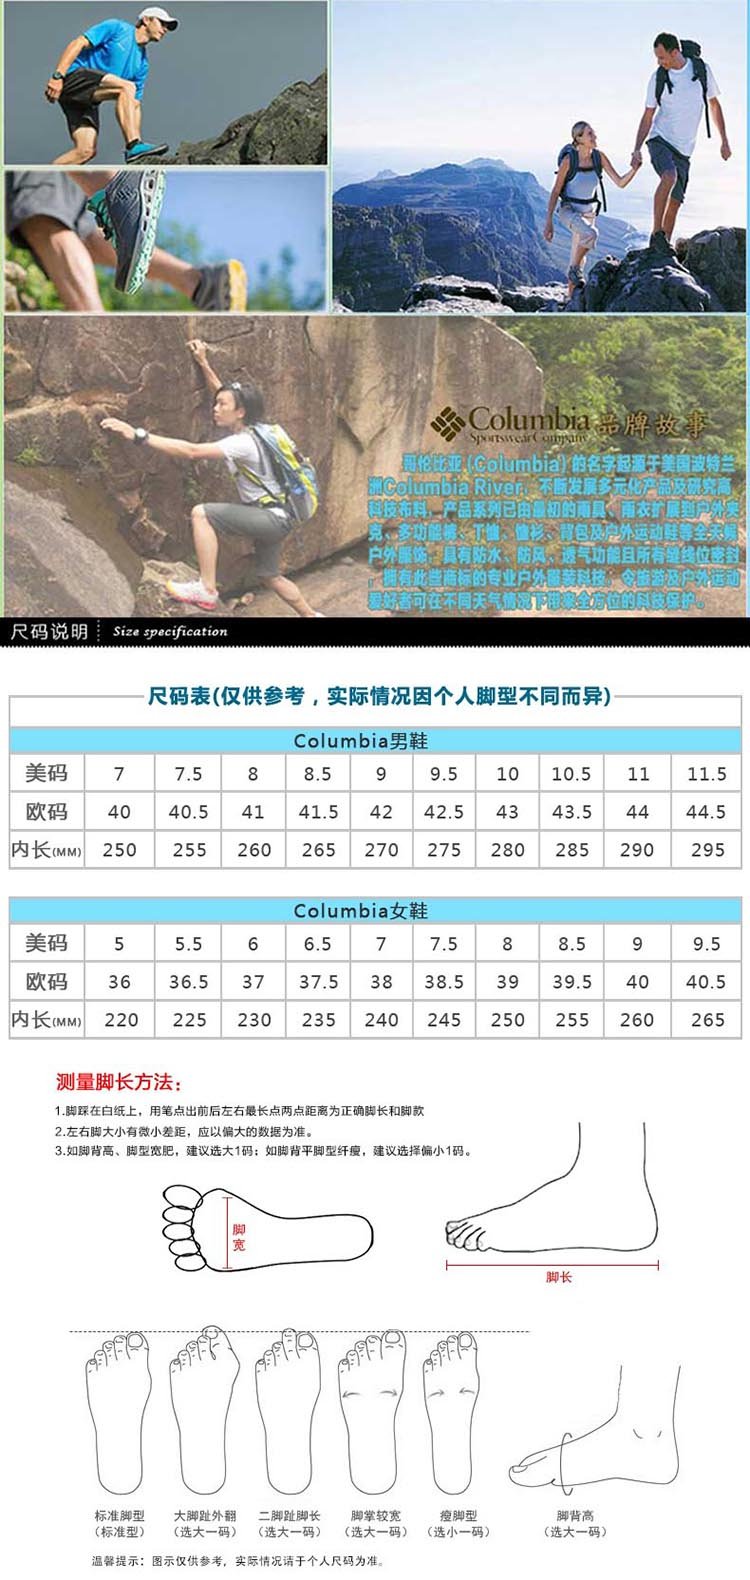 Columbia 品牌故事
Sportswear Company
哥伦比亚(Columbia)的名字起源于美国波特兰
洲Columbia River，不断发展多元化产品及研究高
科技布料，产品系列已由最初的雨具、雨衣扩展到户外夹
克、多功能裤、T恤、恤衫、背包及户外运动鞋等全天候
户外服饰，具有防水、防风、透气功能且所有缝线位密封
，拥有此些商标的专业户外服装科技，令旅游及户外运动
爱好者可在不同天气情况下带来全方位的科技保护。
尺码说明 Size specification
尺码表(仅供参考，实际情况因个人脚型不同而异)
Columbia男鞋
美码 7 7.5 8 8.5 9 9.5 10 10.5 11 11.5
欧码 40 40.5 41 41.5 42 42.5 43 43.5 44 44.5
内长(MM) 250 255 260 265 270 275 280 285 290 295
Columbia女鞋
美码 5 5.5 6 6.5 7 7.5 8 8.5 9 9.5
欧码 36 36.5 37 37.5 38 38.5 39 39.5 40 40.5
内长(MM) 220 225 230 235 240 245 250 255 260 265
测量脚长方法：
1.脚踩在白纸上，用笔点出前后左右最长点两点距离为正确脚长和脚款
2.左右脚大小有微小差距，应以偏大的数据为准。
3.如脚背高、脚型宽肥，建议选大1码；如脚背平脚型纤瘦，建议选择偏小1码。
脚宽
脚长
标准脚型 大脚趾外翻 二脚趾脚长 脚掌较宽 瘦脚型 脚背高
（标准型） （选大一码） （选大一码） （选大一码） （选小一码） （选大一码）
温馨提示：图示仅供参考，实际情况请于个人尺码为准。